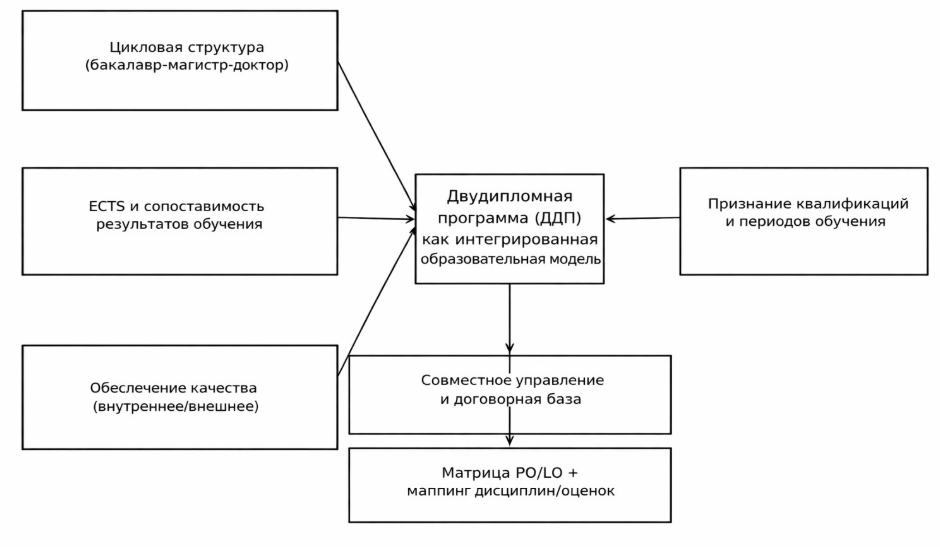 Цикловая структура
(бакалавр-магистр-доктор)
ECTS и сопоставимость
результатов обучения
Обеслечение качества
(внутреннее/внешнее)
Двудипломная
программа (ДДП)
как интегрированная
образовательная модель
Признание квалификаций
и периодов обучения
Совместное управление
и договорная база
Матрица PO/LO +
маппинг дисциплин/оценок